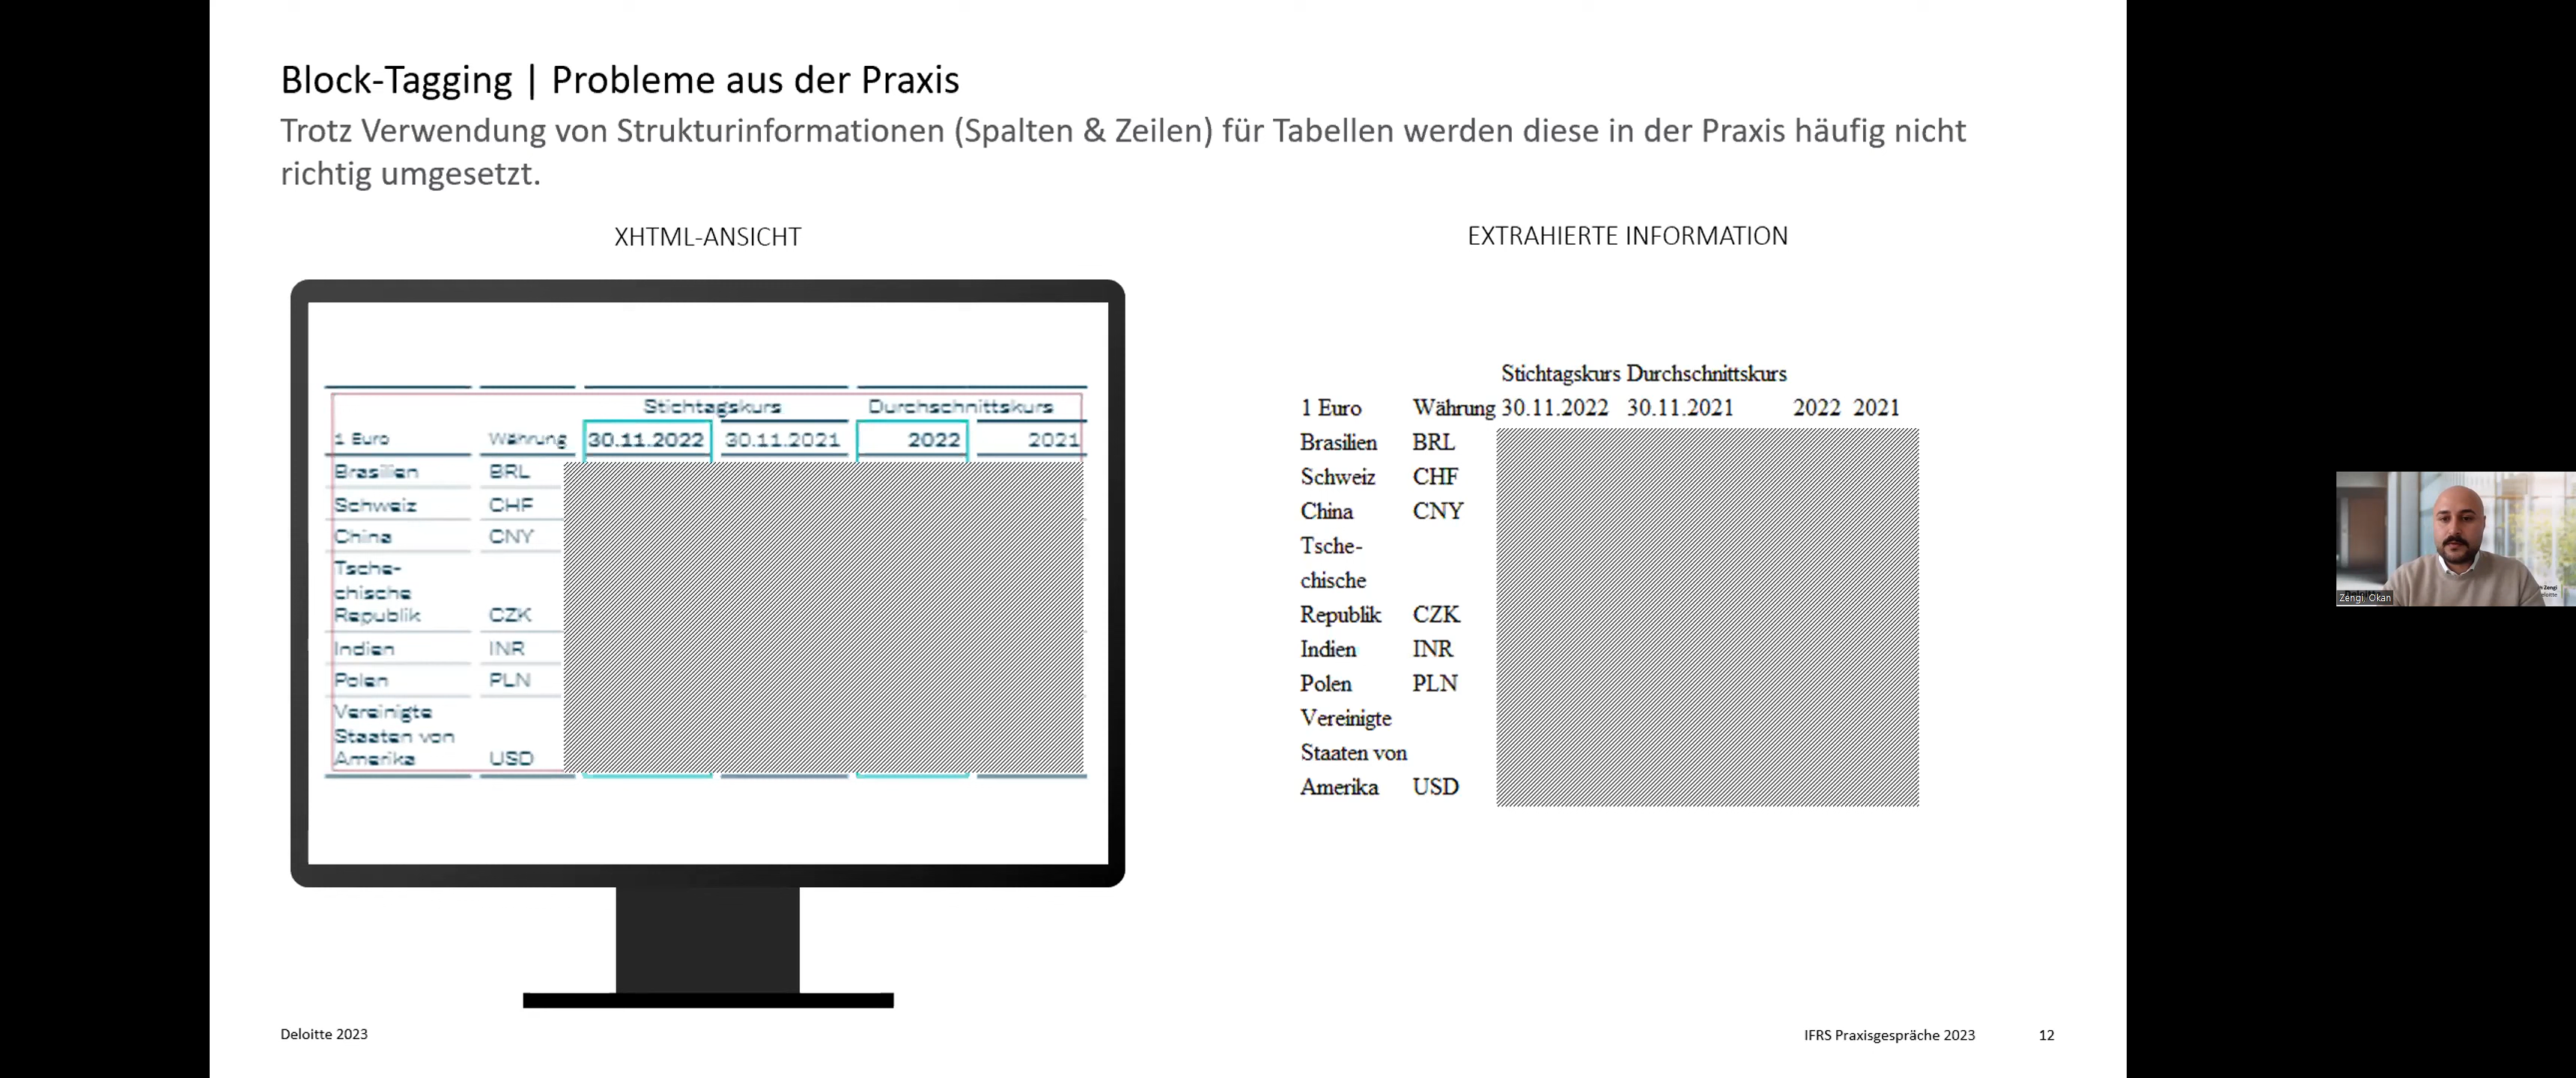 Block-Tagging | Probleme aus der Praxis
Trotz Verwendung von Strukturinformationen (Spalten & Zeilen) für Tabellen werden diese in der Praxis häufig nicht
richtig umgesetzt.
XHTML-ANSICHT
Stichtagskurs Durchschnittskurs
1 Euro Währung 30.11.2022 30.11.2021 2022 2021
Brasilien BRL
Schweiz CHF
China CNY
Tsche-
chische
Republik CZK
Indien INR
Polen PLN
Vereinigte
Staaten von
Amerika USD
EXTRAHIERTE INFORMATION
Stichtagskurs Durchschnittskurs
1 Euro Währung 30.11.2022 30.11.2021 2022 2021
Brasilien BRL
Schweiz CHF
China CNY
Tsche-
chische
Republik CZK
Indien INR
Polen PLN
Vereinigte
Staaten von
Amerika USD
Deloitte 2023
IFRS Praxisgespräche 2023 12
Zengi, Okan